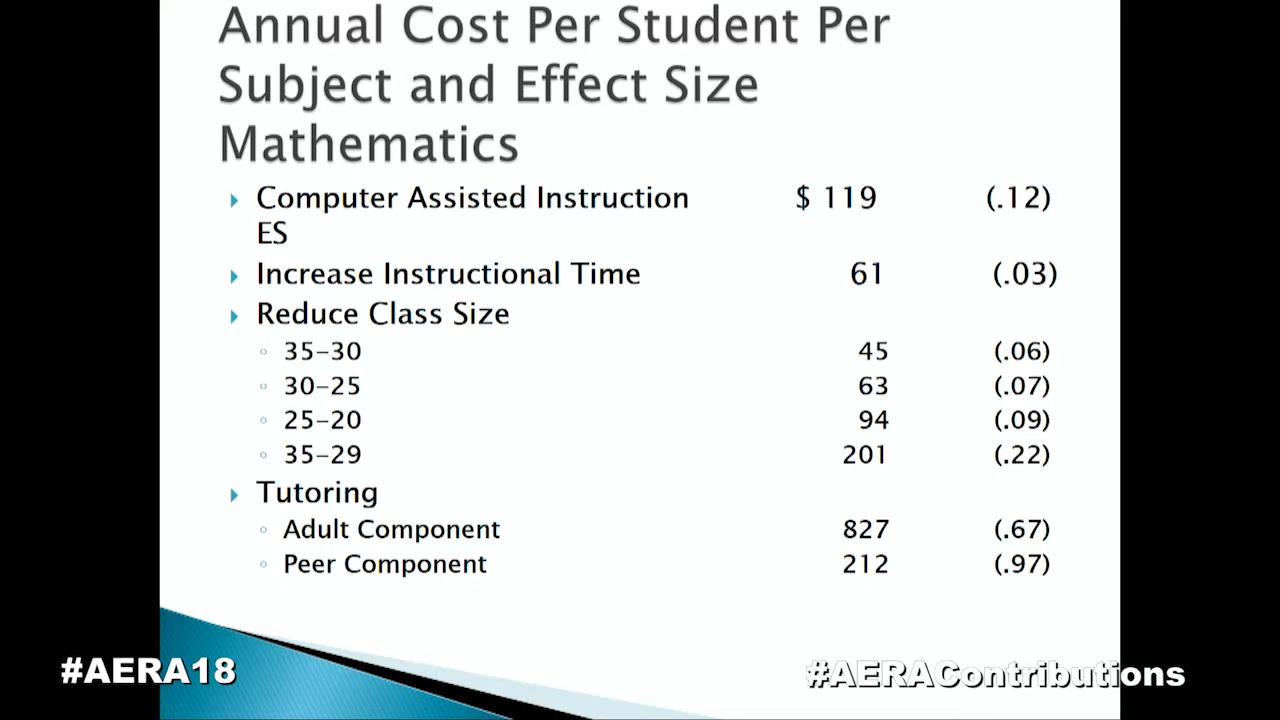 Annual Cost Per Student Per
Subject and Effect Size
Mathematics
Computer Assisted Instruction $ 119 (.12)
ES
Increase Instructional Time 61 (.03)
Reduce Class Size
35-30 45 (.06)
30-25 63 (.07)
25-20 94 (.09)
35-29 201 (.22)
Tutoring
Adult Component 827 (.67)
Peer Component 212 (.97)
#AERA18 #AERAContributions